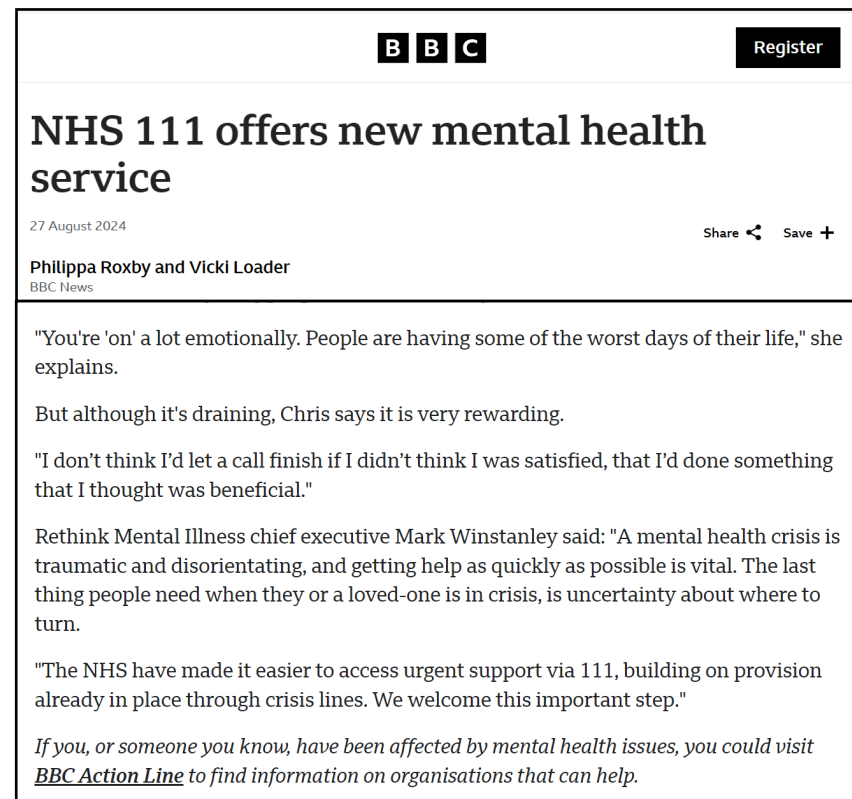 BBC
Register
NHS 111 offers new mental health
service
27 August 2024
Share Save
Philippa Roxby and Vicki Loader
BBC News
"You're 'on' a lot emotionally. People are having some of the worst days of their life," she
explains.
But although it's draining, Chris says it is very rewarding.
"I don’t think I’d let a call finish if I didn’t think I was satisfied, that I’d done something
that I thought was beneficial."
Rethink Mental Illness chief executive Mark Winstanley said: "A mental health crisis is
traumatic and disorientating, and getting help as quickly as possible is vital. The last
thing people need when they or a loved-one is in crisis, is uncertainty about where to
turn.
"The NHS have made it easier to access urgent support via 111, building on provision
already in place through crisis lines. We welcome this important step."
If you, or someone you know, have been affected by mental health issues, you could visit
BBC Action Line to find information on organisations that can help.